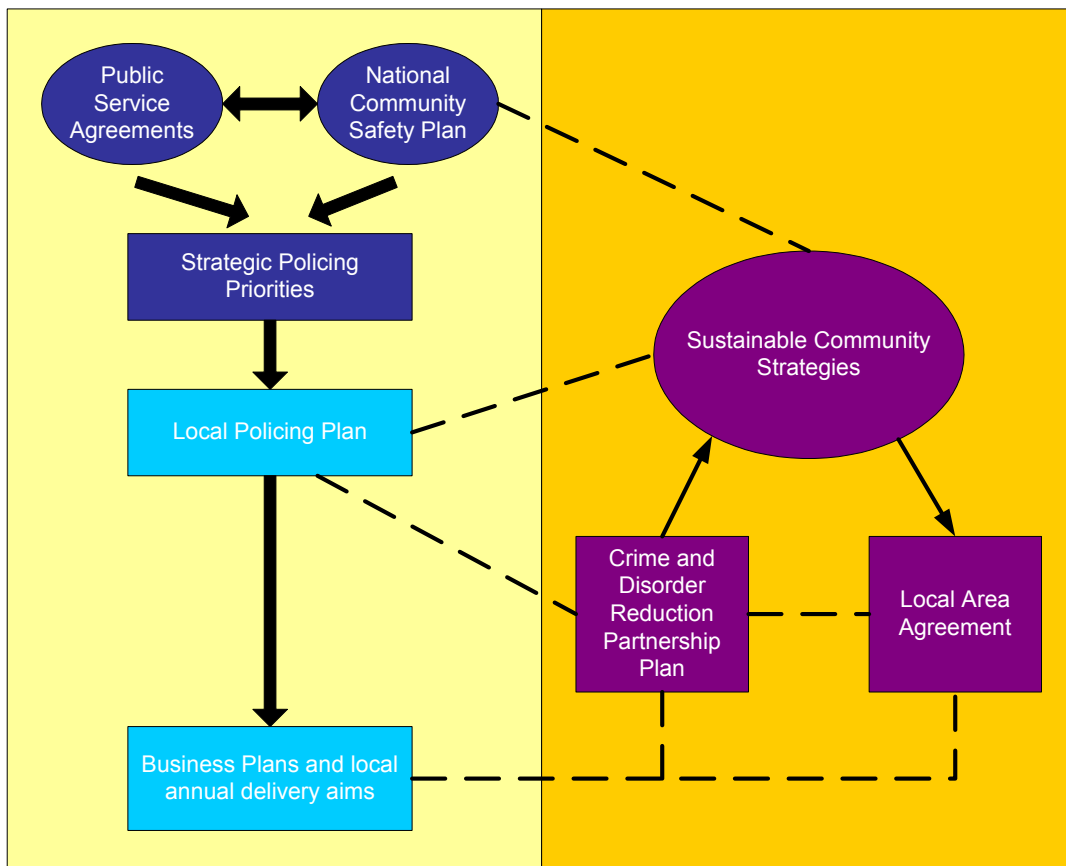 Public
Service
Agreements
National
Community
Safety Plan
Strategic Policing
Priorities
Sustainable Community
Strategies
Local Policing Plan
Crime and
Disorder
Reduction
Partnership
Plan
Local Area
Agreement
Business Plans and local
annual delivery aims